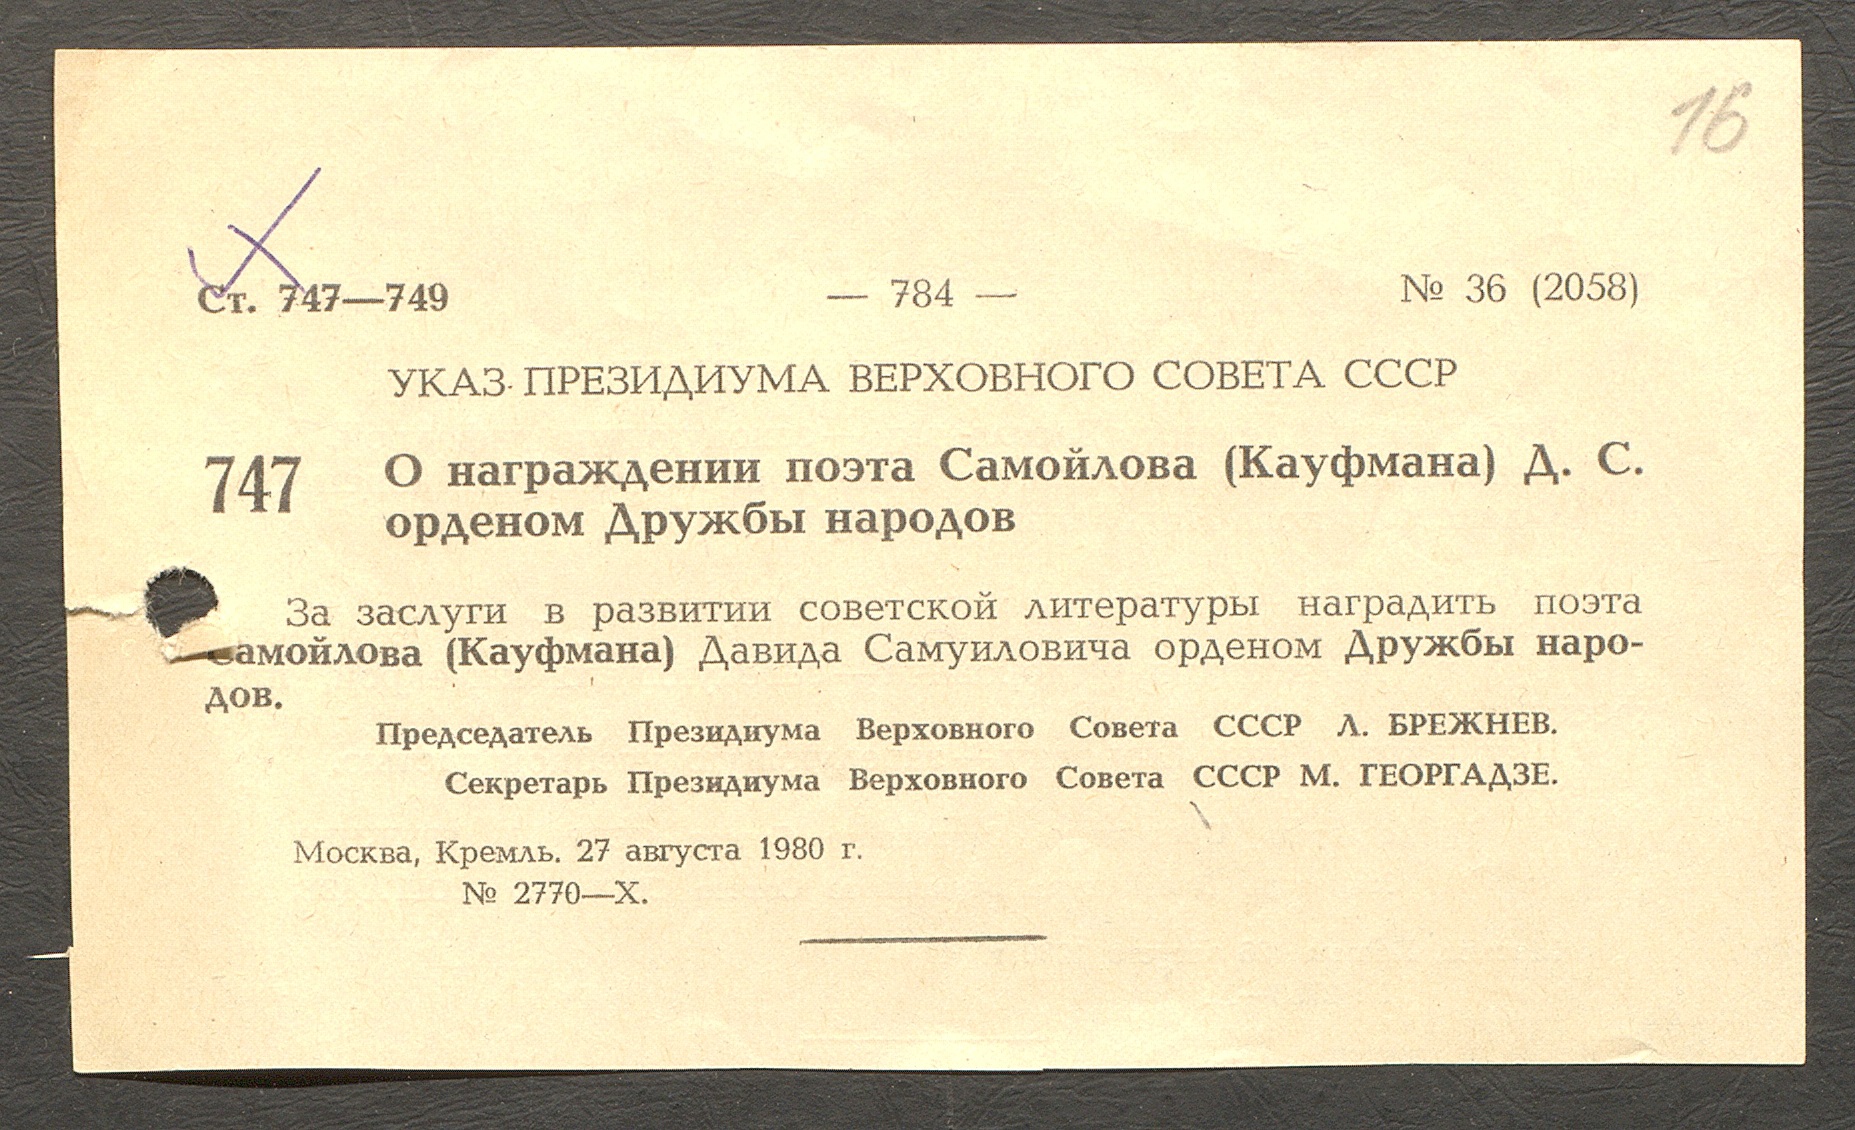 16
Ст. 747—749 — 784 — № 36 (2058)
УКАЗ ПРЕЗИДИУМА ВЕРХОВНОГО СОВЕТА СССР
747 О награждении поэта Самойлова (Кауфмана) Д. С.
орденом Дружбы народов
За заслуги в развитии советской литературы наградить поэта
Самойлова (Кауфмана) Давида Самуиловича орденом Дружбы наро-
дов.
Председатель Президиума Верховного Совета СССР Л. БРЕЖНЕВ.
Секретарь Президиума Верховного Совета СССР М. ГЕОРГАДЗЕ.
Москва, Кремль. 27 августа 1980 г.
№ 2770—X.